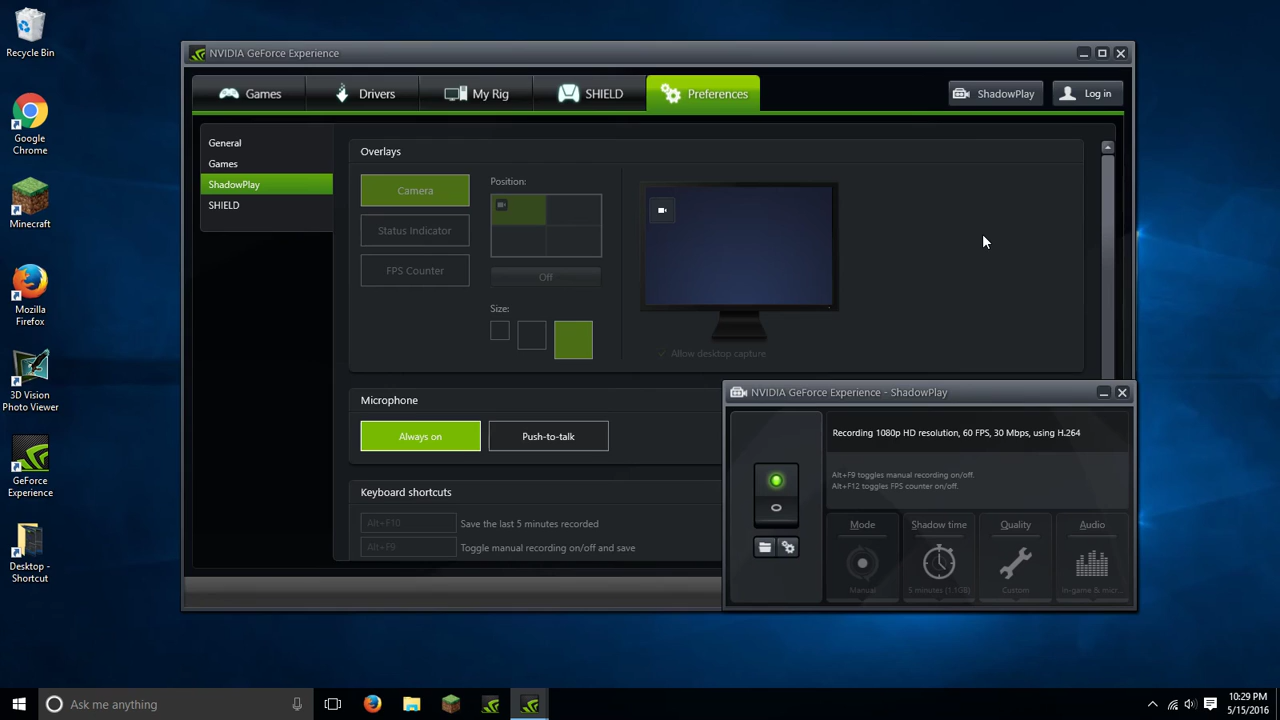 Recycle Bin
Google
Chrome
Minecraft
Mozilla
Firefox
3D Vision
Photo Viewer
GeForce
Experience
Desktop -
Shortcut
NVIDIA GeForce Experience
Games
Drivers
My Rig
SHIELD
Preferences
ShadowPlay
Log in
General
Games
ShadowPlay
SHIELD
Overlays
Camera
Status Indicator
FPS Counter
Position:
Off
Size:
Allow desktop capture
Microphone
Always on
Push-to-talk
Keyboard shortcuts
Alt+F10
Save the last 5 minutes recorded
Alt+F9
Toggle manual recording on/off and save
NVIDIA GeForce Experience - ShadowPlay
Recording 1080p HD resolution, 60 FPS, 30 Mbps, using H.264
Alt+F9 toggles manual recording on/off.
Alt+F12 toggles FPS counter on/off.
Mode
Manual
Shadow time
5 minutes (1.1GB)
Quality
Custom
Audio
In-game & micr...
Ask me anything
10:29 PM
5/15/2016